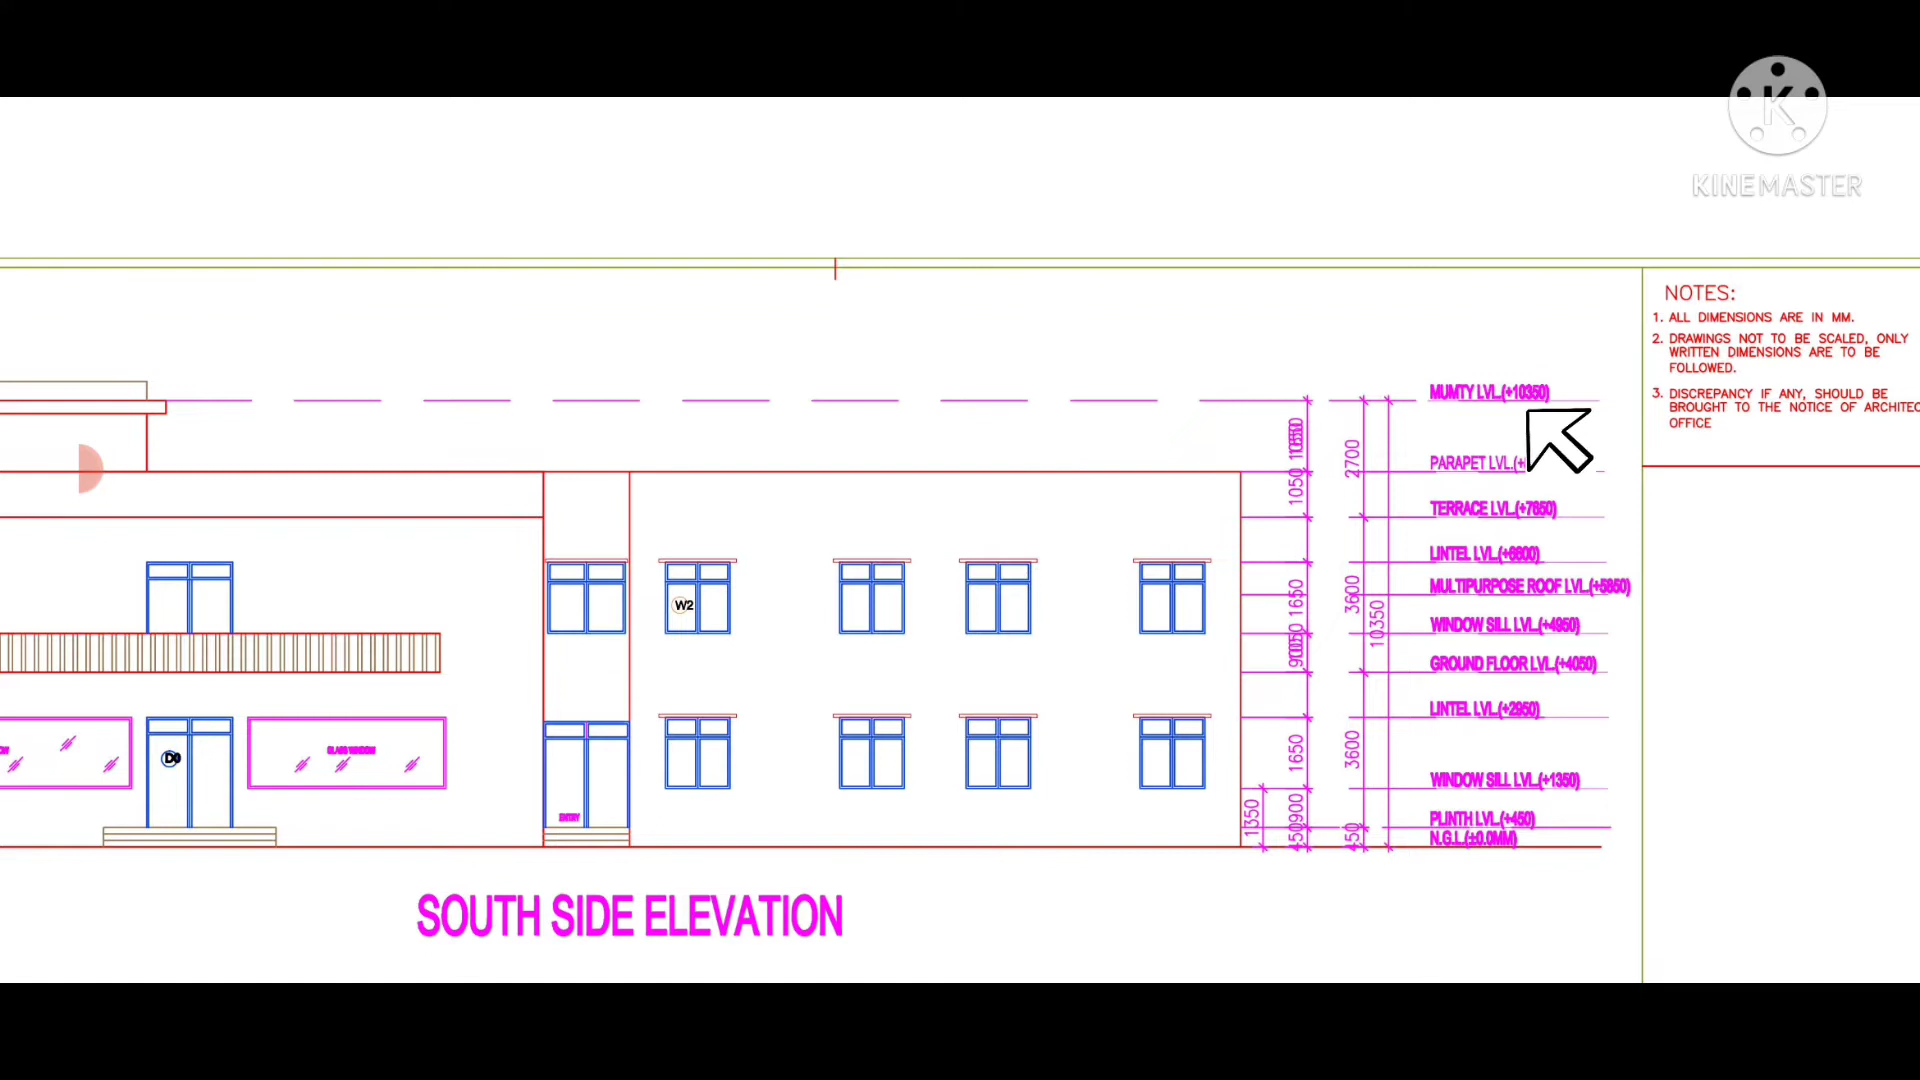 K
KINEMASTER
NOTES:
1. ALL DIMENSIONS ARE IN MM.
2. DRAWINGS NOT TO BE SCALED, ONLY
WRITTEN DIMENSIONS ARE TO BE
FOLLOWED.
3. DISCREPANCY IF ANY, SHOULD BE
BROUGHT TO THE NOTICE OF ARCHITEC
OFFICE
MUMTY LVL.(+10350)
PARAPET LVL.(+
TERRACE LVL.(+7650)
LINTEL LVL.(+6600)
MULTIPURPOSE ROOF LVL.(+5850)
WINDOW SILL LVL.(+4950)
GROUND FLOOR LVL.(+4050)
LINTEL LVL.(+2950)
WINDOW SILL LVL.(+1350)
PLINTH LVL.(+450)
N.G.L.(±0.0MM)
1050
1650
1650
900
450
1350
2700
3600
3600
450
10350
W2
D0
GLASS WINDOW
ENTRY
SOUTH SIDE ELEVATION